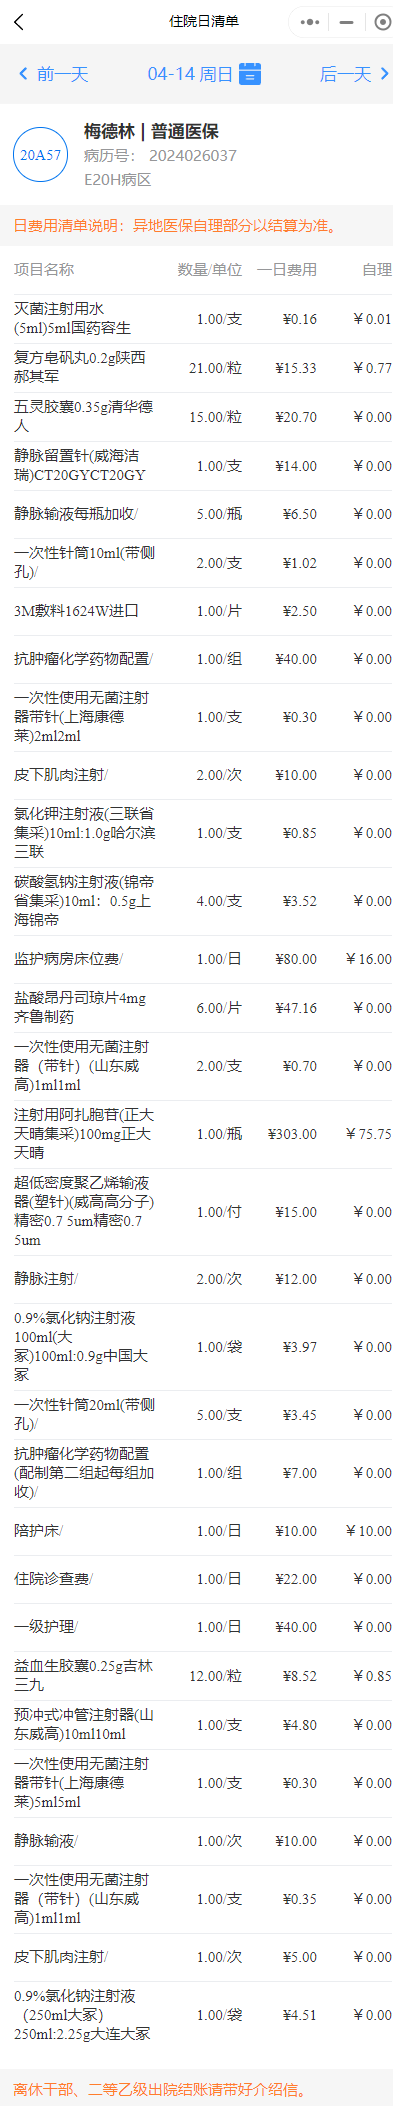 住院日清单
前一天 04-14 周日 后一天
20A57
梅德林 | 普通医保
病历号： 2024026037
E20H病区
日费用清单说明：异地医保自理部分以结算为准。
项目名称 数量/单位 一日费用 自理
灭菌注射用水
(5ml)5ml国药容生 1.00/支 ¥0.16 ￥0.01
复方皂矾丸0.2g陕西
郝其军 21.00/粒 ¥15.33 ￥0.77
五灵胶囊0.35g清华德
人 15.00/粒 ¥20.70 ￥0.00
静脉留置针(威海洁
瑞)CT20GYCT20GY 1.00/支 ¥14.00 ￥0.00
静脉输液每瓶加收/ 5.00/瓶 ¥6.50 ￥0.00
一次性针筒10ml(带侧
孔)/ 2.00/支 ¥1.02 ￥0.00
3M敷料1624W进口 1.00/片 ¥2.50 ￥0.00
抗肿瘤化学药物配置/ 1.00/组 ¥40.00 ￥0.00
一次性使用无菌注射
器带针(上海康德
莱)2ml2ml 1.00/支 ¥0.30 ￥0.00
皮下肌肉注射/ 2.00/次 ¥10.00 ￥0.00
氯化钾注射液(三联省
集采)10ml:1.0g哈尔滨
三联 1.00/支 ¥0.85 ￥0.00
碳酸氢钠注射液(锦帝
省集采)10ml：0.5g上
海锦帝 4.00/支 ¥3.52 ￥0.00
监护病房床位费/ 1.00/日 ¥80.00 ￥16.00
盐酸昂丹司琼片4mg
齐鲁制药 6.00/片 ¥47.16 ￥0.00
一次性使用无菌注射
器（带针）(山东威
高)1ml1ml 2.00/支 ¥0.70 ￥0.00
注射用阿扎胞苷(正大
天晴集采)100mg正大
天晴 1.00/瓶 ¥303.00 ￥75.75
超低密度聚乙烯输液
器(塑针)(威高高分子)
精密0.7 5um精密0.7
5um 1.00/付 ¥15.00 ￥0.00
静脉注射/ 2.00/次 ¥12.00 ￥0.00
0.9%氯化钠注射液
100ml(大
冢)100ml:0.9g中国大
冢 1.00/袋 ¥3.97 ￥0.00
一次性针筒20ml(带侧
孔)/ 5.00/支 ¥3.45 ￥0.00
抗肿瘤化学药物配置
(配制第二组起每组加
收)/ 1.00/组 ¥7.00 ￥0.00
陪护床/ 1.00/日 ¥10.00 ￥10.00
住院诊查费/ 1.00/日 ¥22.00 ￥0.00
一级护理/ 1.00/日 ¥40.00 ￥0.00
益血生胶囊0.25g吉林
三九 12.00/粒 ¥8.52 ￥0.85
预冲式冲管注射器(山
东威高)10ml10ml 1.00/支 ¥4.80 ￥0.00
一次性使用无菌注射
器带针(上海康德
莱)5ml5ml 1.00/支 ¥0.30 ￥0.00
静脉输液/ 1.00/次 ¥10.00 ￥0.00
一次性使用无菌注射
器（带针）(山东威
高)1ml1ml 1.00/支 ¥0.35 ￥0.00
皮下肌肉注射/ 1.00/次 ¥5.00 ￥0.00
0.9%氯化钠注射液
（250ml大冢）
250ml:2.25g大连大冢 1.00/袋 ¥4.51 ￥0.00
离休干部、二等乙级出院结账请带好介绍信。